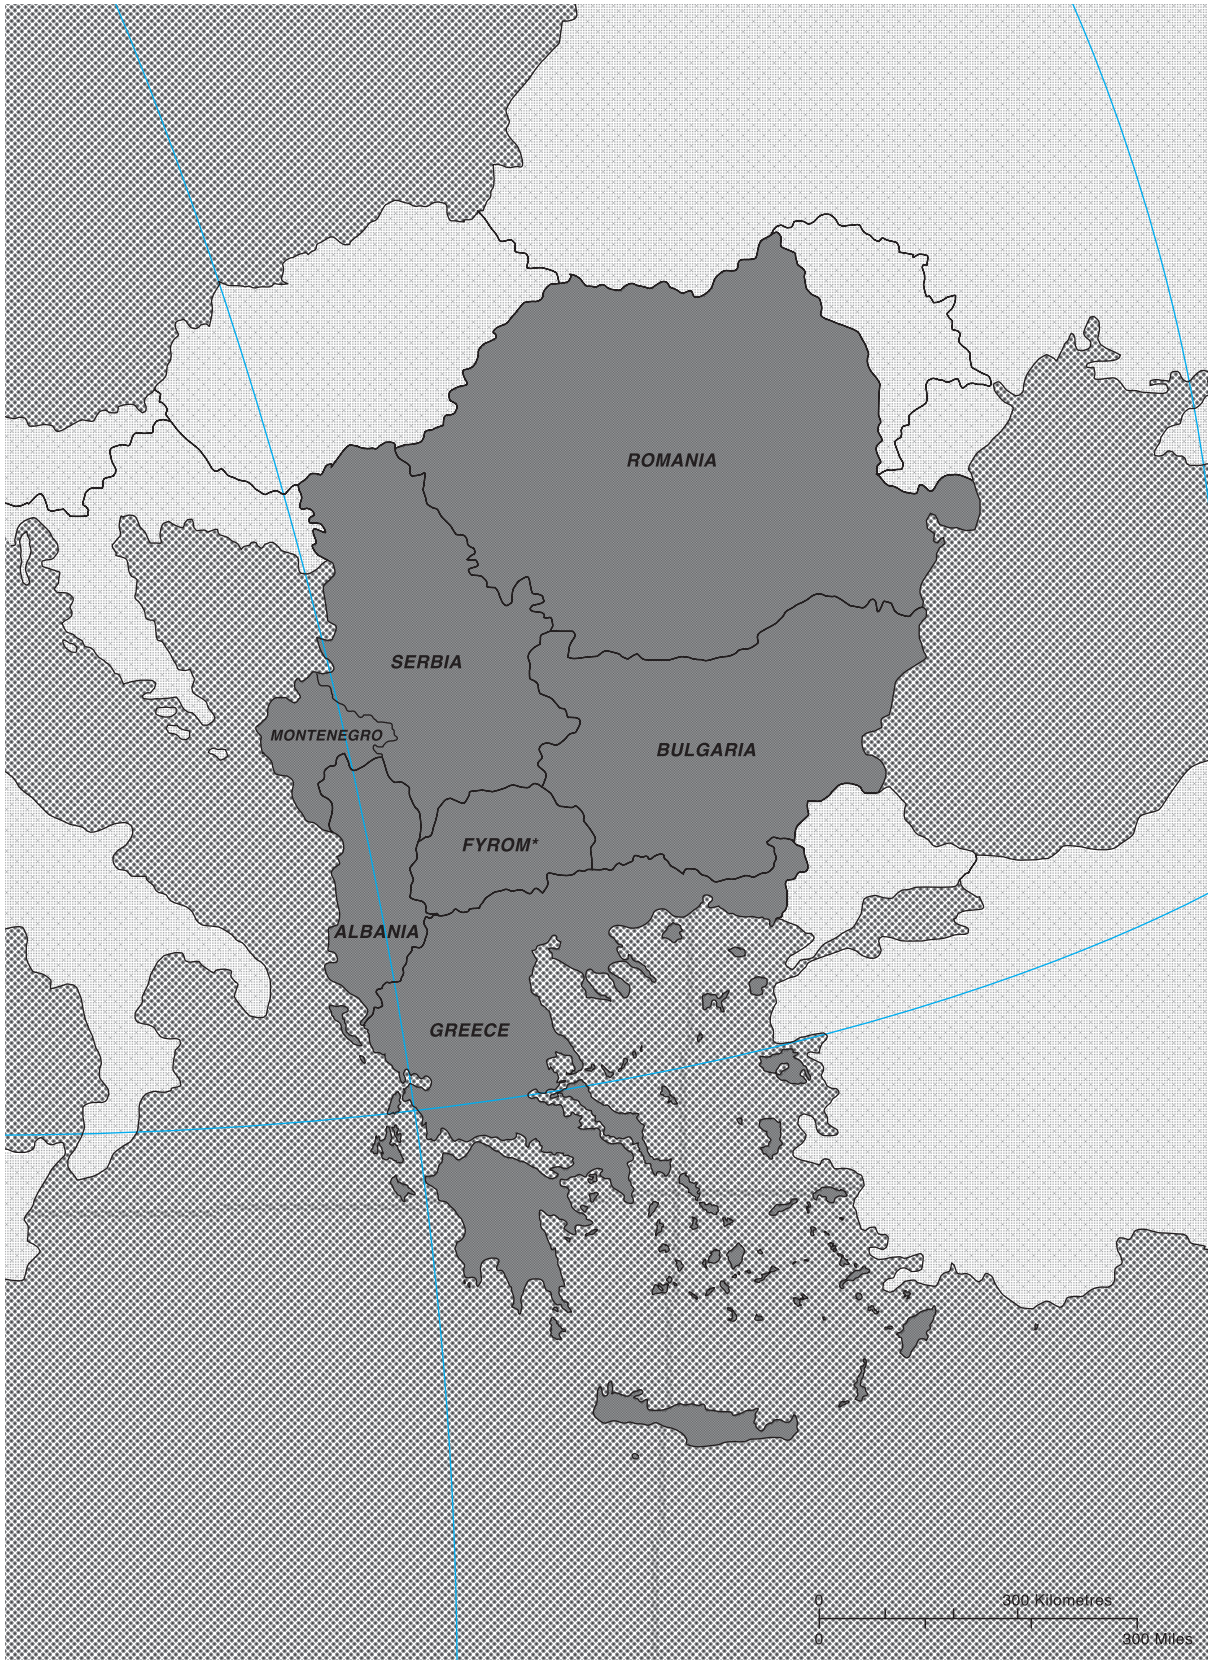 ROMANIA
SERBIA
MONTENEGRO
BULGARIA
FYROM*
ALBANIA
GREECE
0 300 Kilometres
0 300 Miles